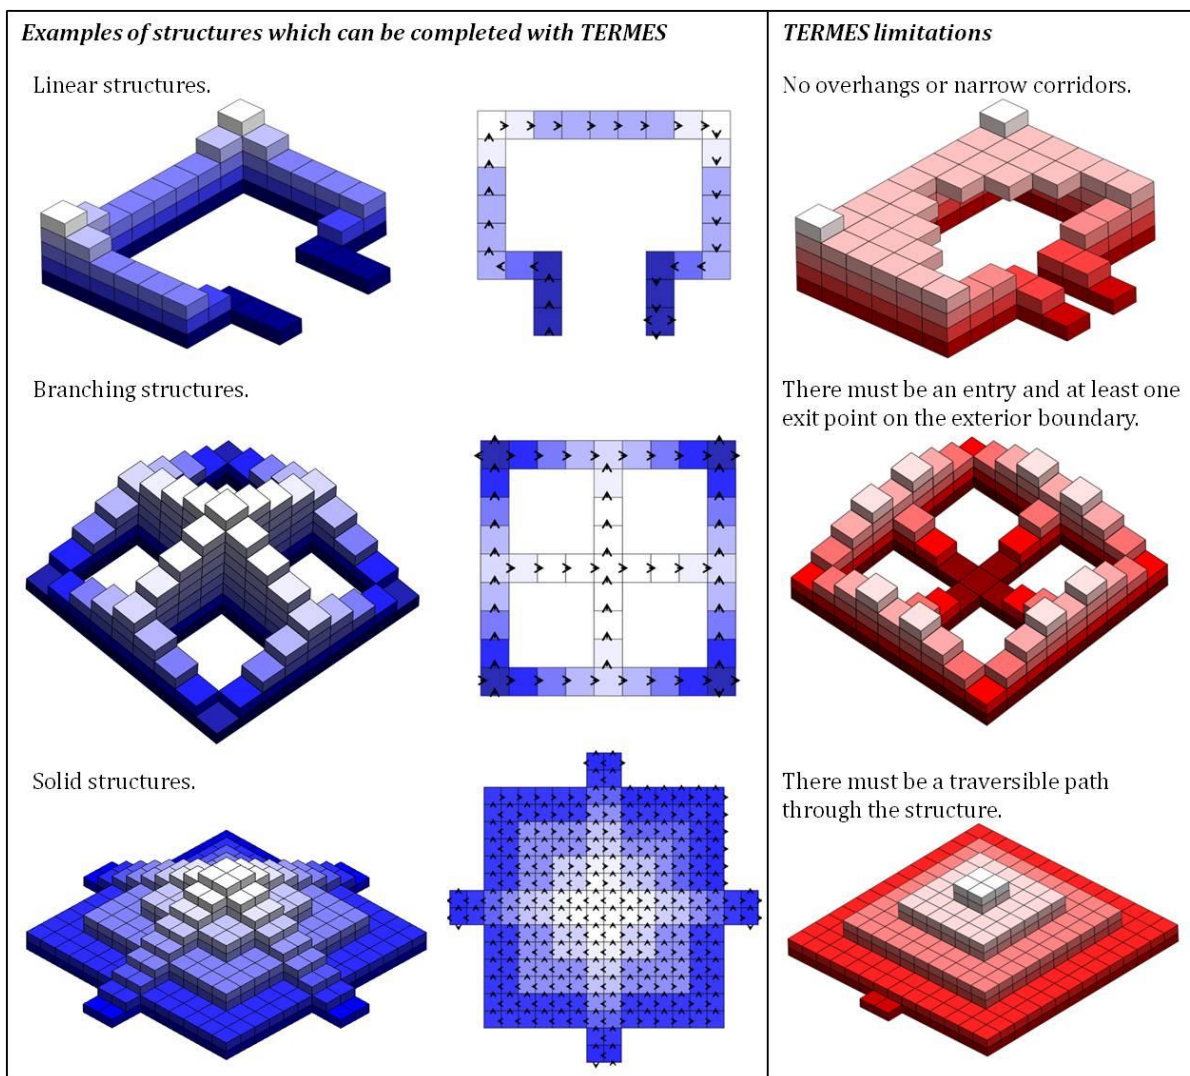 Examples of structures which can be completed with TERMES
TERMES limitations
Linear structures.
No overhangs or narrow corridors.
Branching structures.
There must be an entry and at least one
exit point on the exterior boundary.
Solid structures.
There must be a traversible path
through the structure.